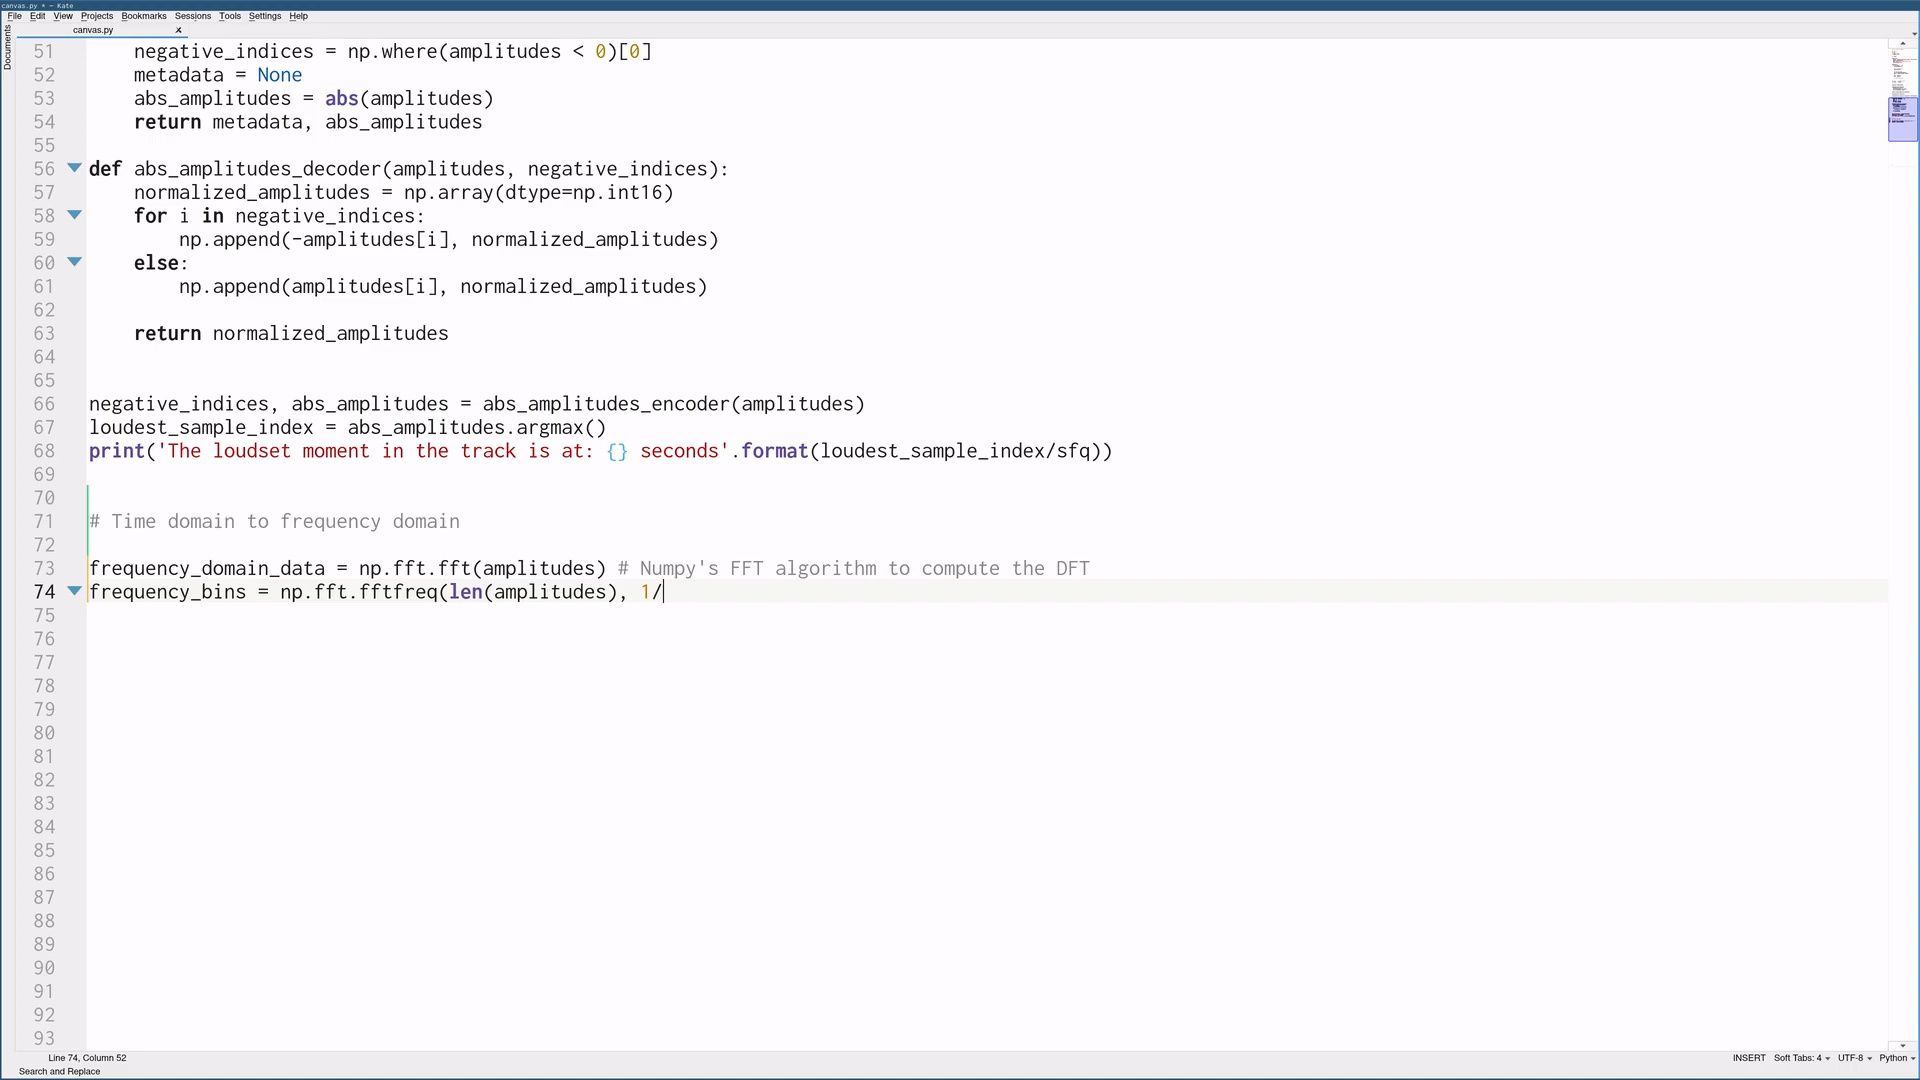 canvas.py * — Kate
File Edit View Projects Bookmarks Sessions Tools Settings Help
canvas.py
Documents
51     negative_indices = np.where(amplitudes < 0)[0]
52     metadata = None
53     abs_amplitudes = abs(amplitudes)
54     return metadata, abs_amplitudes
55
56 def abs_amplitudes_decoder(amplitudes, negative_indices):
57     normalized_amplitudes = np.array(dtype=np.int16)
58     for i in negative_indices:
59         np.append(-amplitudes[i], normalized_amplitudes)
60     else:
61         np.append(amplitudes[i], normalized_amplitudes)
62
63     return normalized_amplitudes
64
65
66 negative_indices, abs_amplitudes = abs_amplitudes_encoder(amplitudes)
67 loudest_sample_index = abs_amplitudes.argmax()
68 print('The loudset moment in the track is at: {} seconds'.format(loudest_sample_index/sfq))
69
70
71 # Time domain to frequency domain
72
73 frequency_domain_data = np.fft.fft(amplitudes) # Numpy's FFT algorithm to compute the DFT
74 frequency_bins = np.fft.fftfreq(len(amplitudes), 1/
75
76
77
78
79
80
81
82
83
84
85
86
87
88
89
90
91
92
93
Line 74, Column 52 INSERT Soft Tabs: 4 UTF-8 Python
Search and Replace